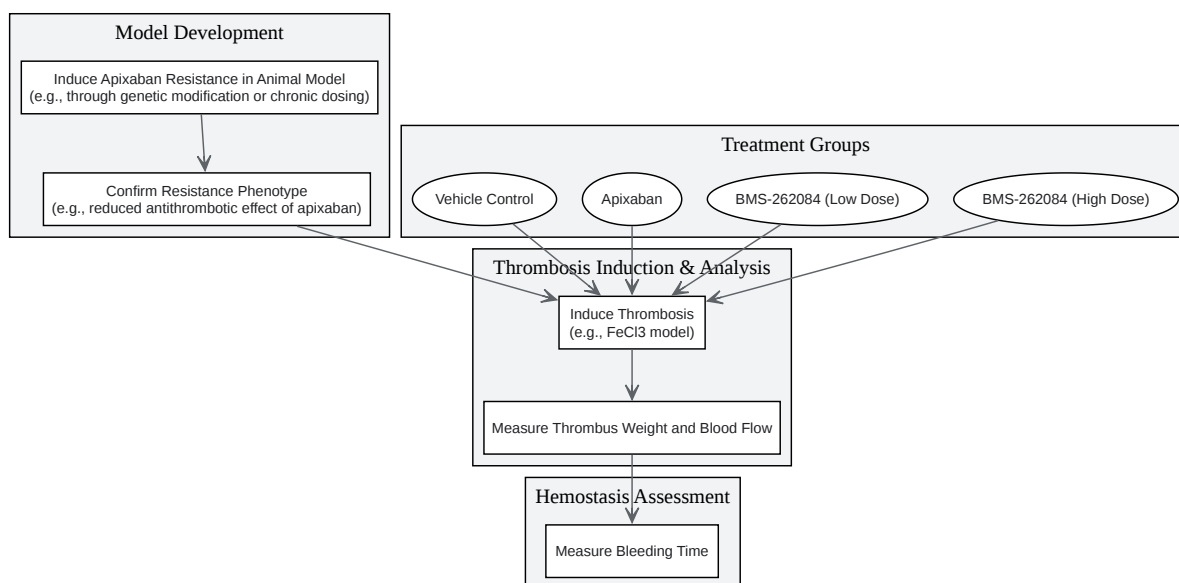 Model Development
Induce Apixaban Resistance in Animal Model
(e.g., through genetic modification or chronic dosing)
Confirm Resistance Phenotype
(e.g., reduced antithrombotic effect of apixaban)
Treatment Groups
Vehicle Control
Apixaban
BMS-262084 (Low Dose)
BMS-262084 (High Dose)
Thrombosis Induction & Analysis
Induce Thrombosis
(e.g., FeCl3 model)
Measure Thrombus Weight and Blood Flow
Hemostasis Assessment
Measure Bleeding Time